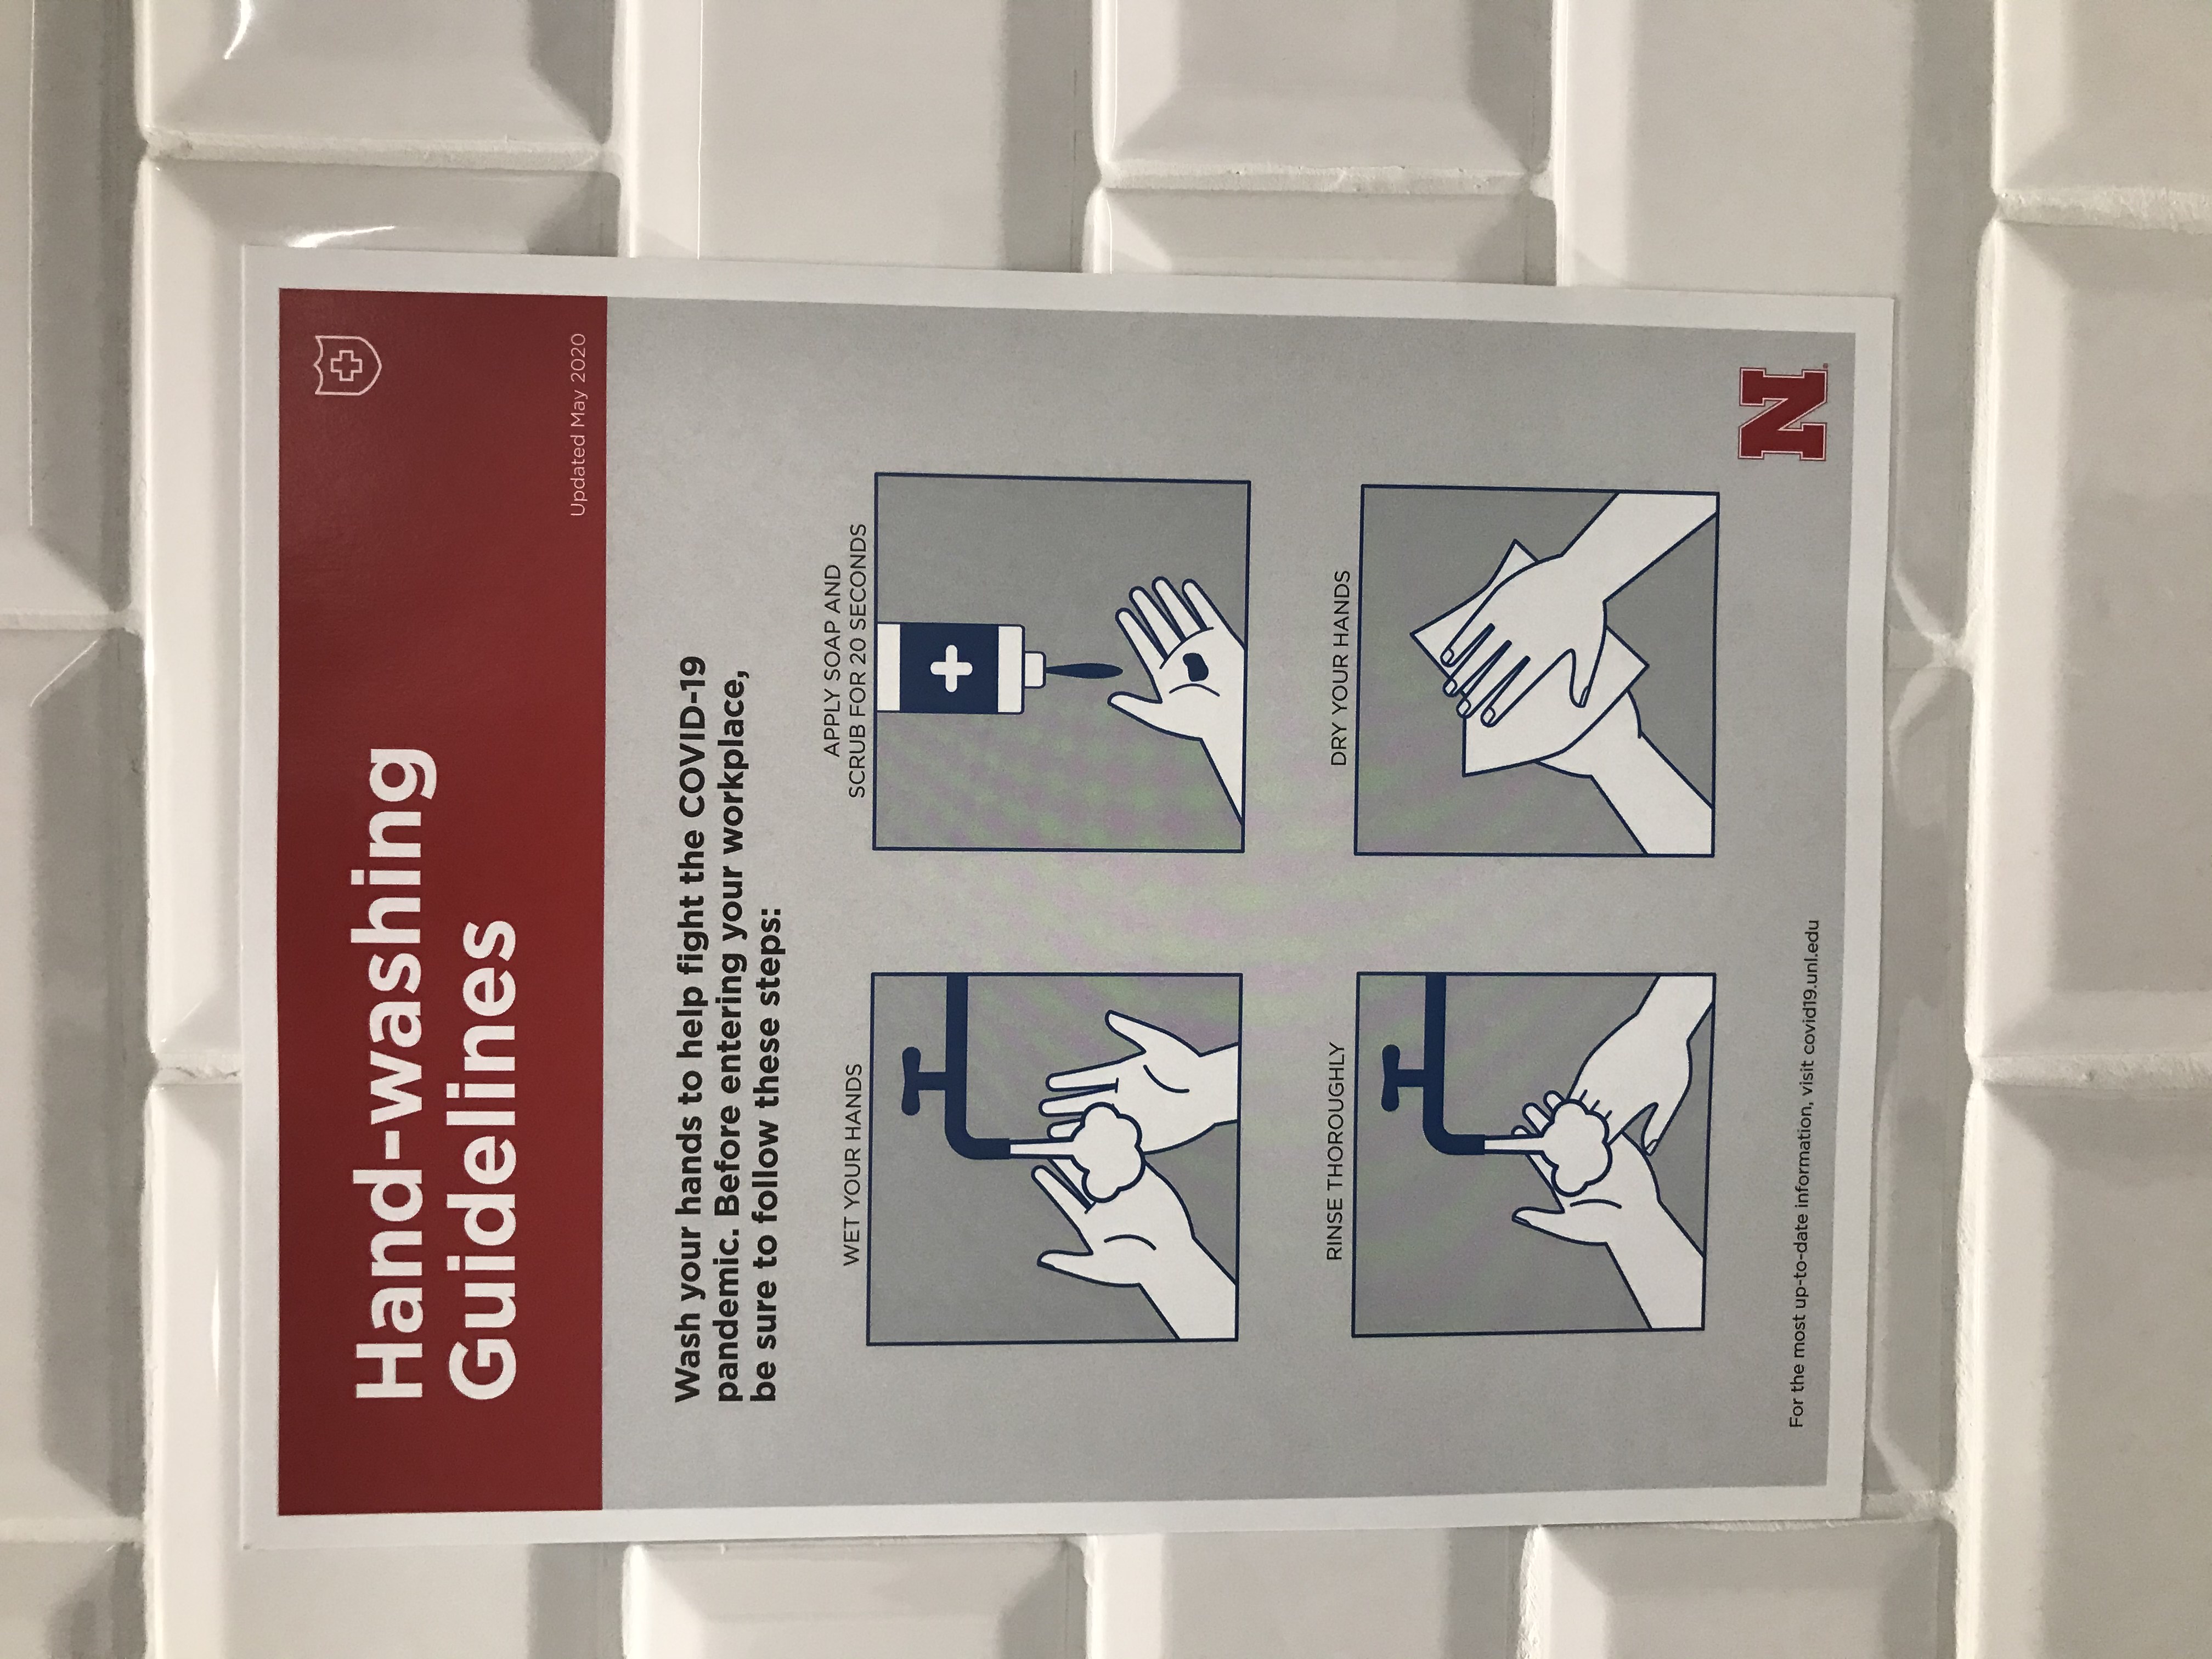 Hand-washing
Guidelines
Updated May 2020
Wash your hands to help fight the COVID-19
pandemic. Before entering your workplace,
be sure to follow these steps:
WET YOUR HANDS
APPLY SOAP AND
SCRUB FOR 20 SECONDS
RINSE THOROUGHLY
DRY YOUR HANDS
For the most up-to-date information, visit covid19.unl.edu
N